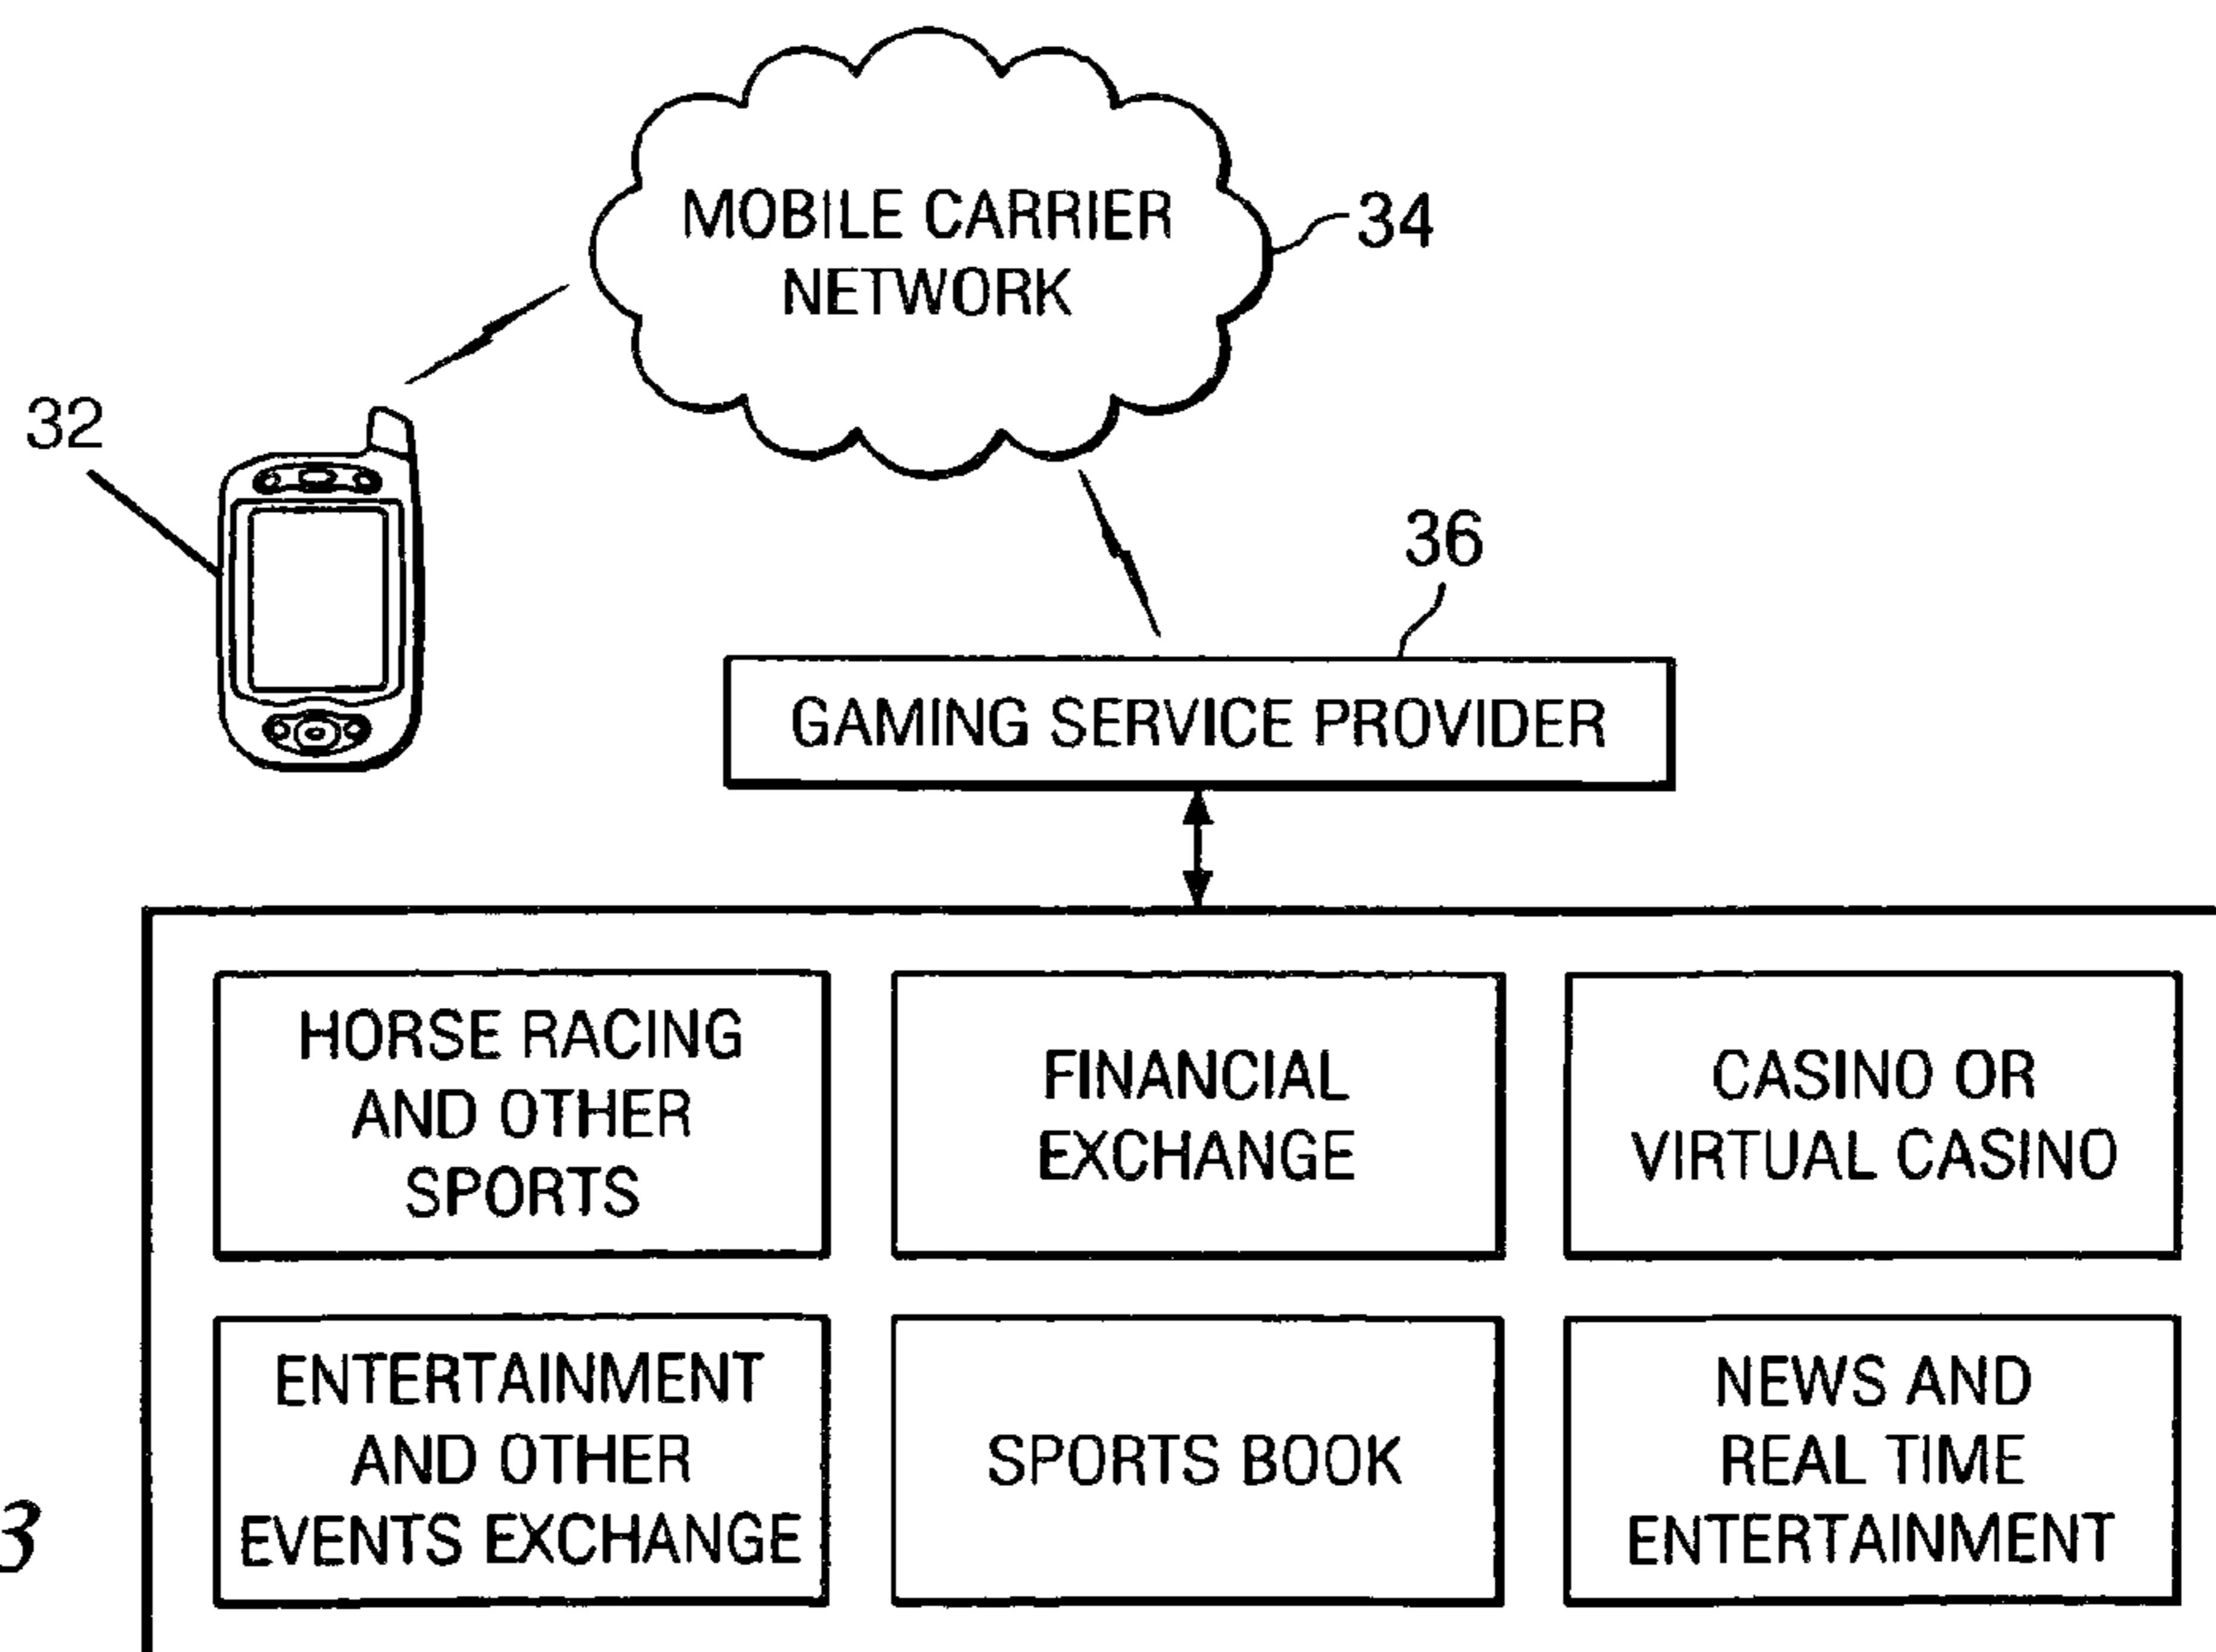 MOBILE CARRIER
NETWORK
34
32
36
GAMING SERVICE PROVIDER
HORSE RACING
AND OTHER
SPORTS
FINANCIAL
EXCHANGE
CASINO OR
VIRTUAL CASINO
ENTERTAINMENT
AND OTHER
EVENTS EXCHANGE
SPORTS BOOK
NEWS AND
REAL TIME
ENTERTAINMENT
3